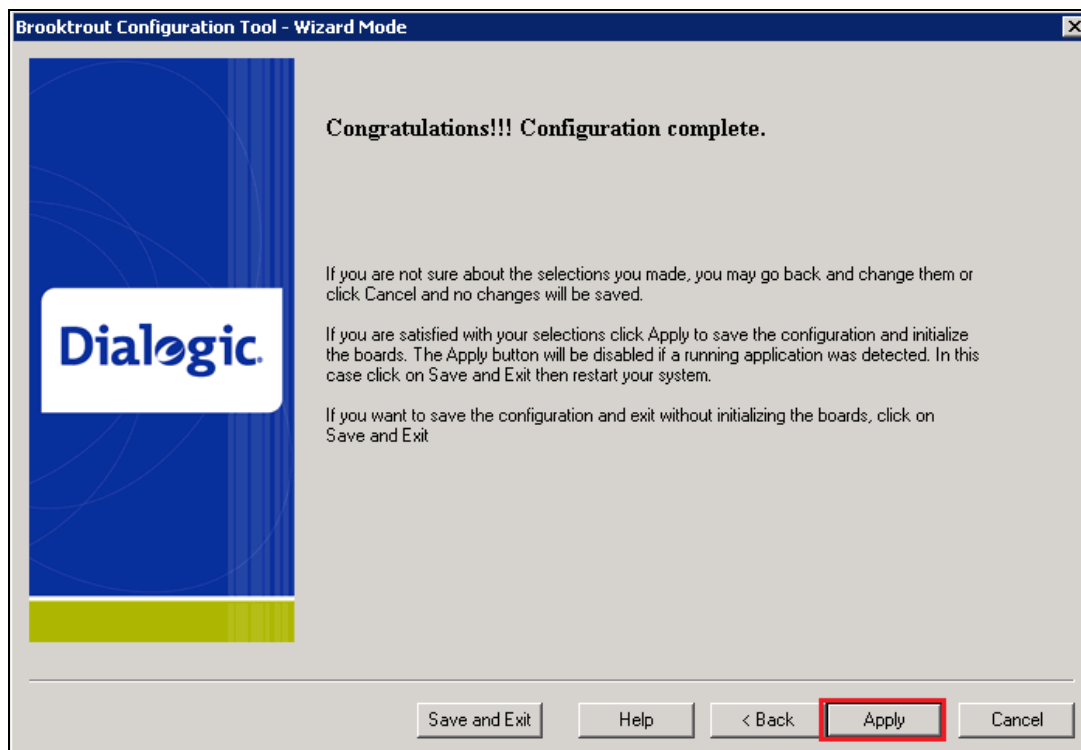 Brooktrout Configuration Tool - Wizard Mode
Congratulations!!! Configuration complete.
If you are not sure about the selections you made, you may go back and change them or
click Cancel and no changes will be saved.
If you are satisfied with your selections click Apply to save the configuration and initialize
the boards. The Apply button will be disabled if a running application was detected. In this
case click on Save and Exit then restart your system.
If you want to save the configuration and exit without initializing the boards, click on
Save and Exit
Dialogic.
Save and Exit
Help
< Back
Apply
Cancel